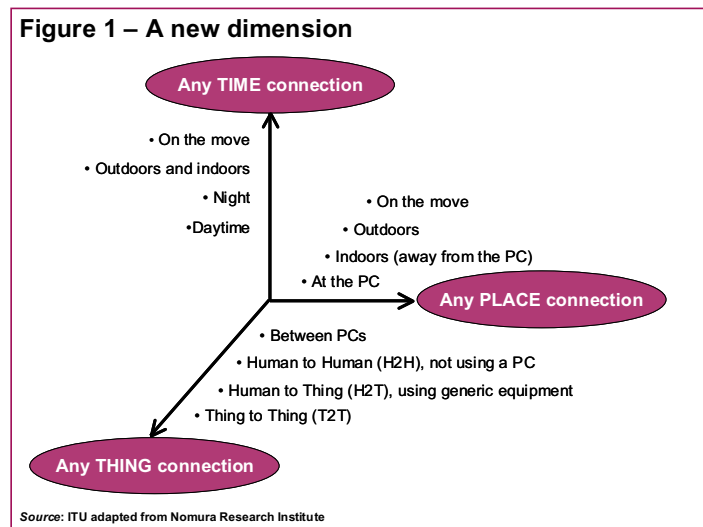 Figure 1 – A new dimension
Any TIME connection
• On the move
• Outdoors and indoors
• Night
•Daytime
• On the move
• Outdoors
• Indoors (away from the PC)
• At the PC
Any PLACE connection
• Between PCs
• Human to Human (H2H), not using a PC
• Human to Thing (H2T), using generic equipment
• Thing to Thing (T2T)
Any THING connection
Source: ITU adapted from Nomura Research Institute